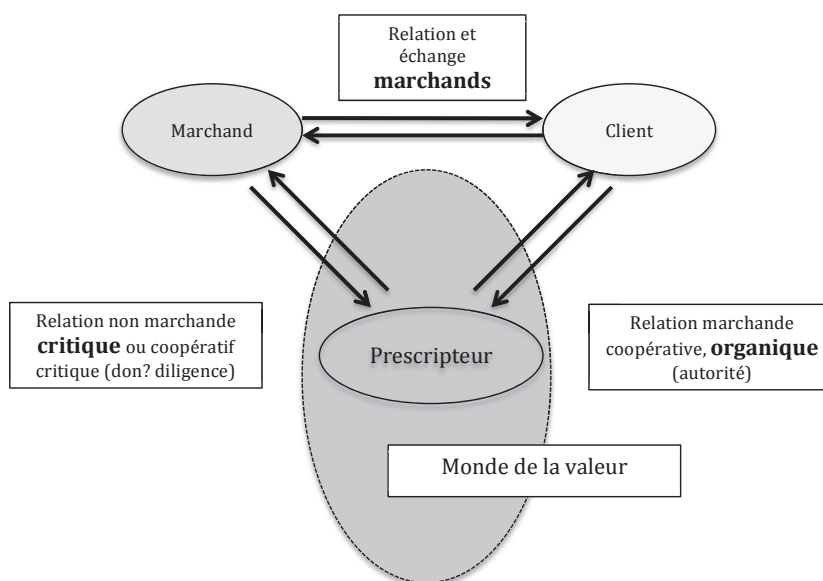 Relation et
échange
marchands
Marchand
Client
Relation non marchande
critique ou coopératif
critique (don? diligence)
Prescripteur
Relation marchande
coopérative, organique
(autorité)
Monde de la valeur